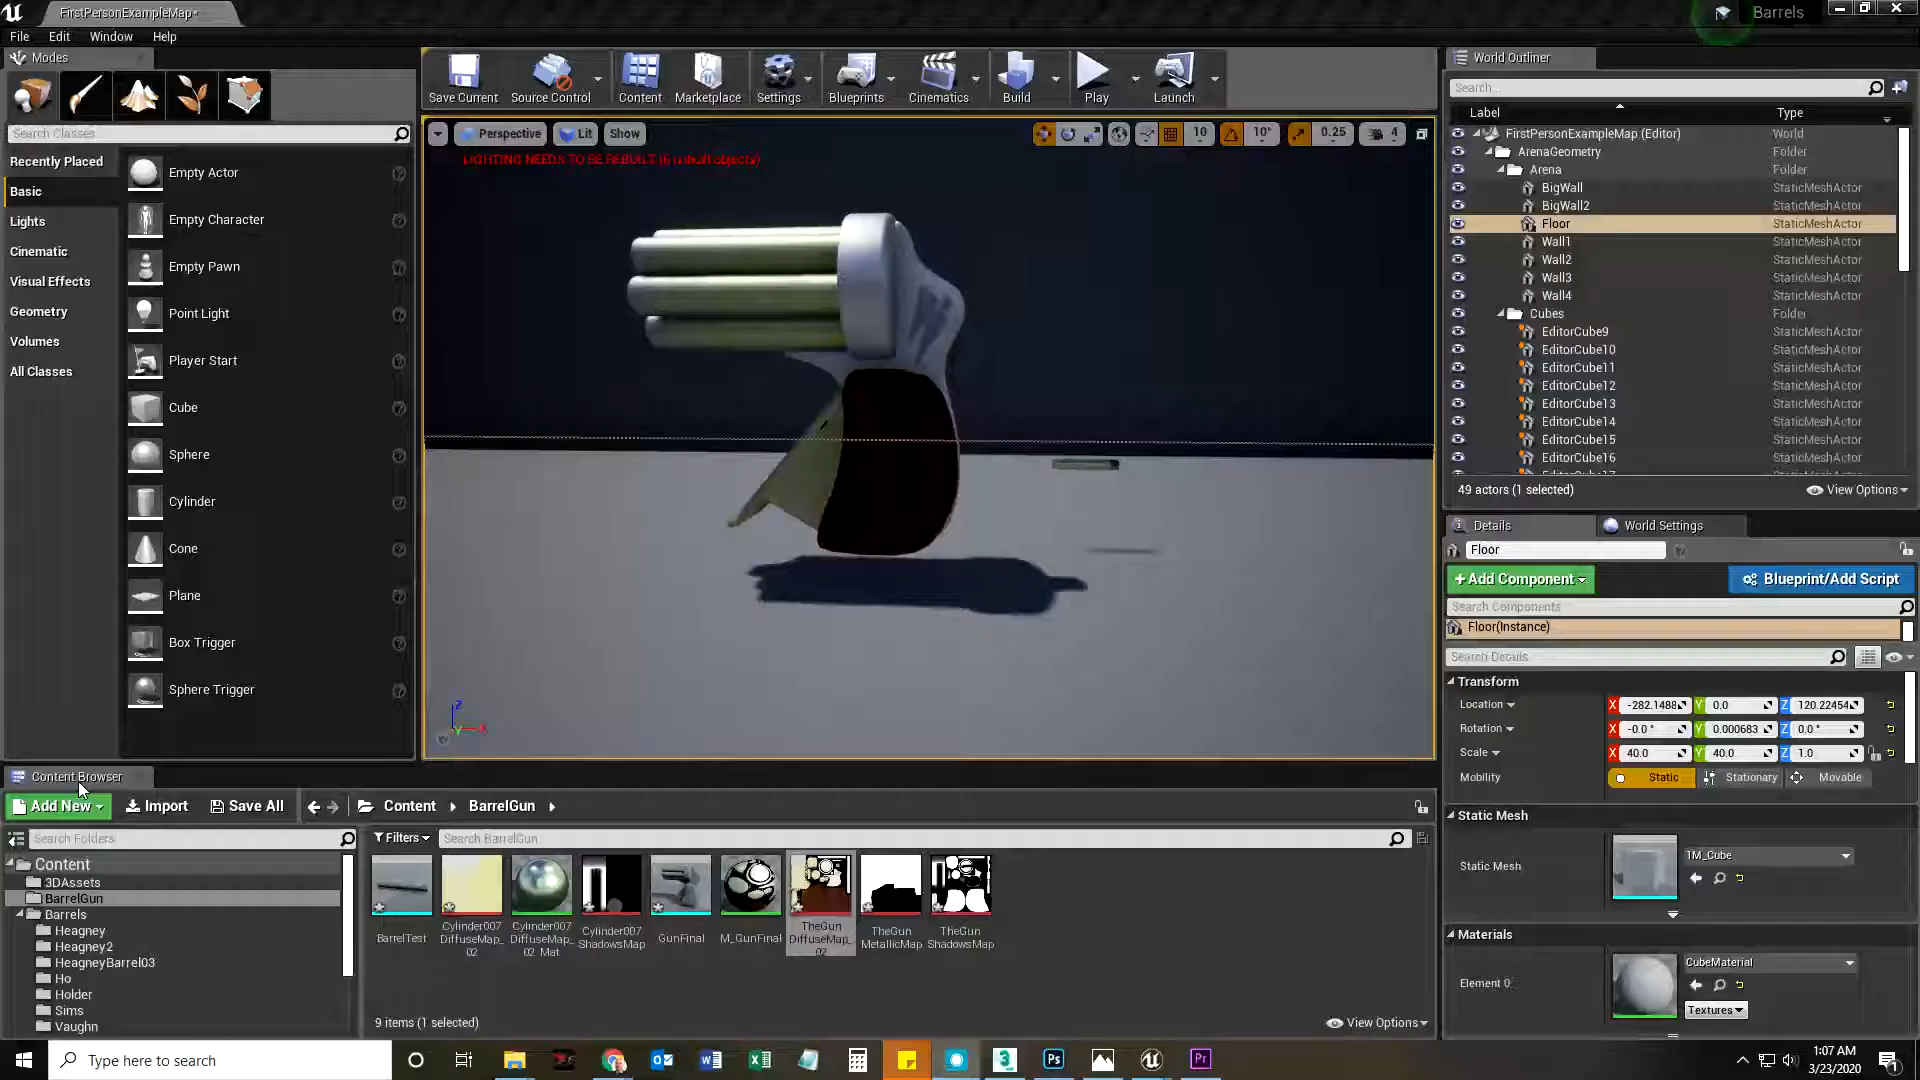 FirstPersonExampleMap•
Barrels
File Edit Window Help
Modes
Search Classes
Recently Placed
Basic
Lights
Cinematic
Visual Effects
Geometry
Volumes
All Classes
Empty Actor
Empty Character
Empty Pawn
Point Light
Player Start
Cube
Sphere
Cylinder
Cone
Plane
Box Trigger
Sphere Trigger
Save Current Source Control Content Marketplace Settings Blueprints Cinematics Build Play Launch
Perspective Lit Show 10 10° 0.25 4
LIGHTING NEEDS TO BE REBUILT (6 unbuilt objects)
Z X Y
World Outliner
Search...
Label Type
FirstPersonExampleMap (Editor) World
ArenaGeometry Folder
Arena Folder
BigWall StaticMeshActor
BigWall2 StaticMeshActor
Floor StaticMeshActor
Wall1 StaticMeshActor
Wall2 StaticMeshActor
Wall3 StaticMeshActor
Wall4 StaticMeshActor
Cubes Folder
EditorCube9 StaticMeshActor
EditorCube10 StaticMeshActor
EditorCube11 StaticMeshActor
EditorCube12 StaticMeshActor
EditorCube13 StaticMeshActor
EditorCube14 StaticMeshActor
EditorCube15 StaticMeshActor
EditorCube16 StaticMeshActor
49 actors (1 selected) View Options
Details World Settings
Floor
+Add Component Blueprint/Add Script
Search Components
Floor(Instance)
Search Details
Transform
Location X -282.1488 Y 0.0 Z 120.22454
Rotation X -0.0 ° Y 0.000683 Z 0.0 °
Scale X 40.0 Y 40.0 Z 1.0
Mobility Static Stationary Movable
Static Mesh
Static Mesh 1M_Cube
Materials
Element 0 CubeMaterial
Textures
Content Browser
Add New Import Save All Content BarrelGun
Search Folders
Filters Search BarrelGun
Content
3DAssets
BarrelGun
Barrels
Heagney
Heagney2
HeagneyBarrel03
Ho
Holder
Sims
Vaughn
BarrelTest
Cylinder007 DiffuseMap_ 02
Cylinder007 DiffuseMap_ 02_Mat
Cylinder007 ShadowsMap
GunFinal
M_GunFinal
TheGun DiffuseMap_ 02
TheGun MetallicMap
TheGun ShadowsMap
9 items (1 selected) View Options
Type here to search
1:07 AM
3/23/2020